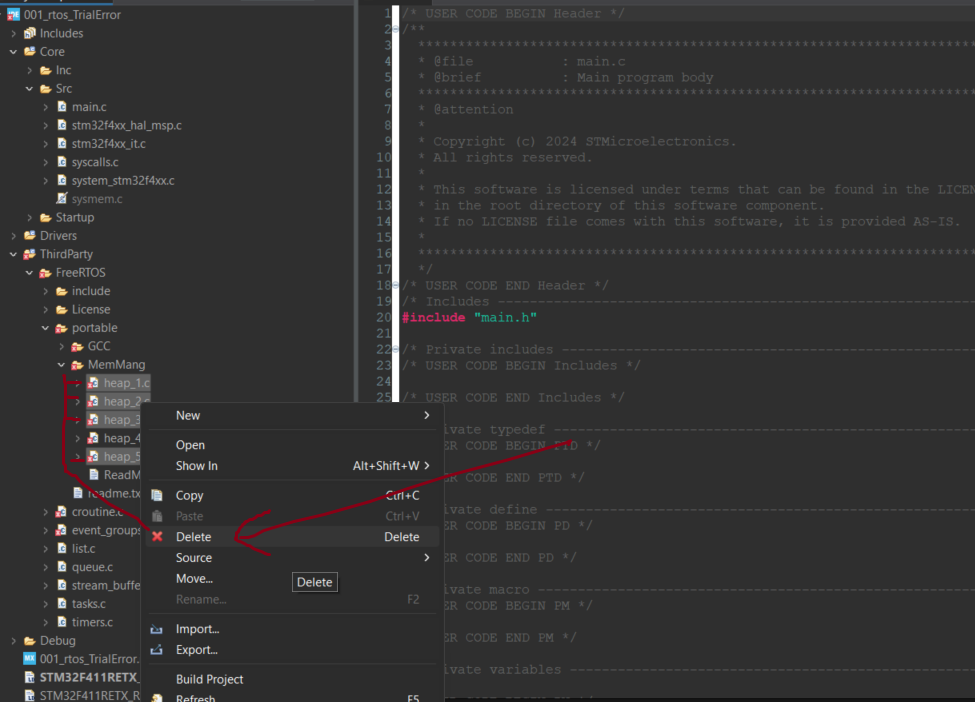 001_rtos_TrialError
Includes
Core
Inc
Src
main.c
stm32f4xx_hal_msp.c
stm32f4xx_it.c
syscalls.c
system_stm32f4xx.c
sysmem.c
Startup
Drivers
ThirdParty
FreeRTOS
include
License
portable
GCC
MemMang
heap_1.c
heap_2.c
heap_3
heap_4
heap_5
ReadM
readme.tx
croutine.c
event_groups
list.c
queue.c
stream_buffe
tasks.c
timers.c
Debug
001_rtos_TrialError.
STM32F411RETX_
STM32F411RETX_R
New
Open
Show In Alt+Shift+W
Copy Ctrl+C
Paste Ctrl+V
Delete Delete
Source
Move...
Rename... F2
Import...
Export...
Build Project
Refresh F5
Delete
1 /* USER CODE BEGIN Header */
2 /**
3 ******************************************************************************
4 * @file : main.c
5 * @brief : Main program body
6 ******************************************************************************
7 * @attention
8 *
9 * Copyright (c) 2024 STMicroelectronics.
10 * All rights reserved.
11 *
12 * This software is licensed under terms that can be found in the LICEN
13 * in the root directory of this software component.
14 * If no LICENSE file comes with this software, it is provided AS-IS.
15 *
16 ******************************************************************************
17 */
18 /* USER CODE END Header */
19 /* Includes ------------------------------------------------------------------
20 #include "main.h"
21
22 /* Private includes ----------------------------------------------------------
23 /* USER CODE BEGIN Includes */
24
25 /* USER CODE END Includes */
ivate typedef -----------------------------------------------------------
ER CODE BEGIN PTD */
ER CODE END PTD */
ivate define ------------------------------------------------------------
ER CODE BEGIN PD */
ER CODE END PD */
ivate macro -------------------------------------------------------------
ER CODE BEGIN PM */
ER CODE END PM */
ivate variables ---------------------------------------------------------